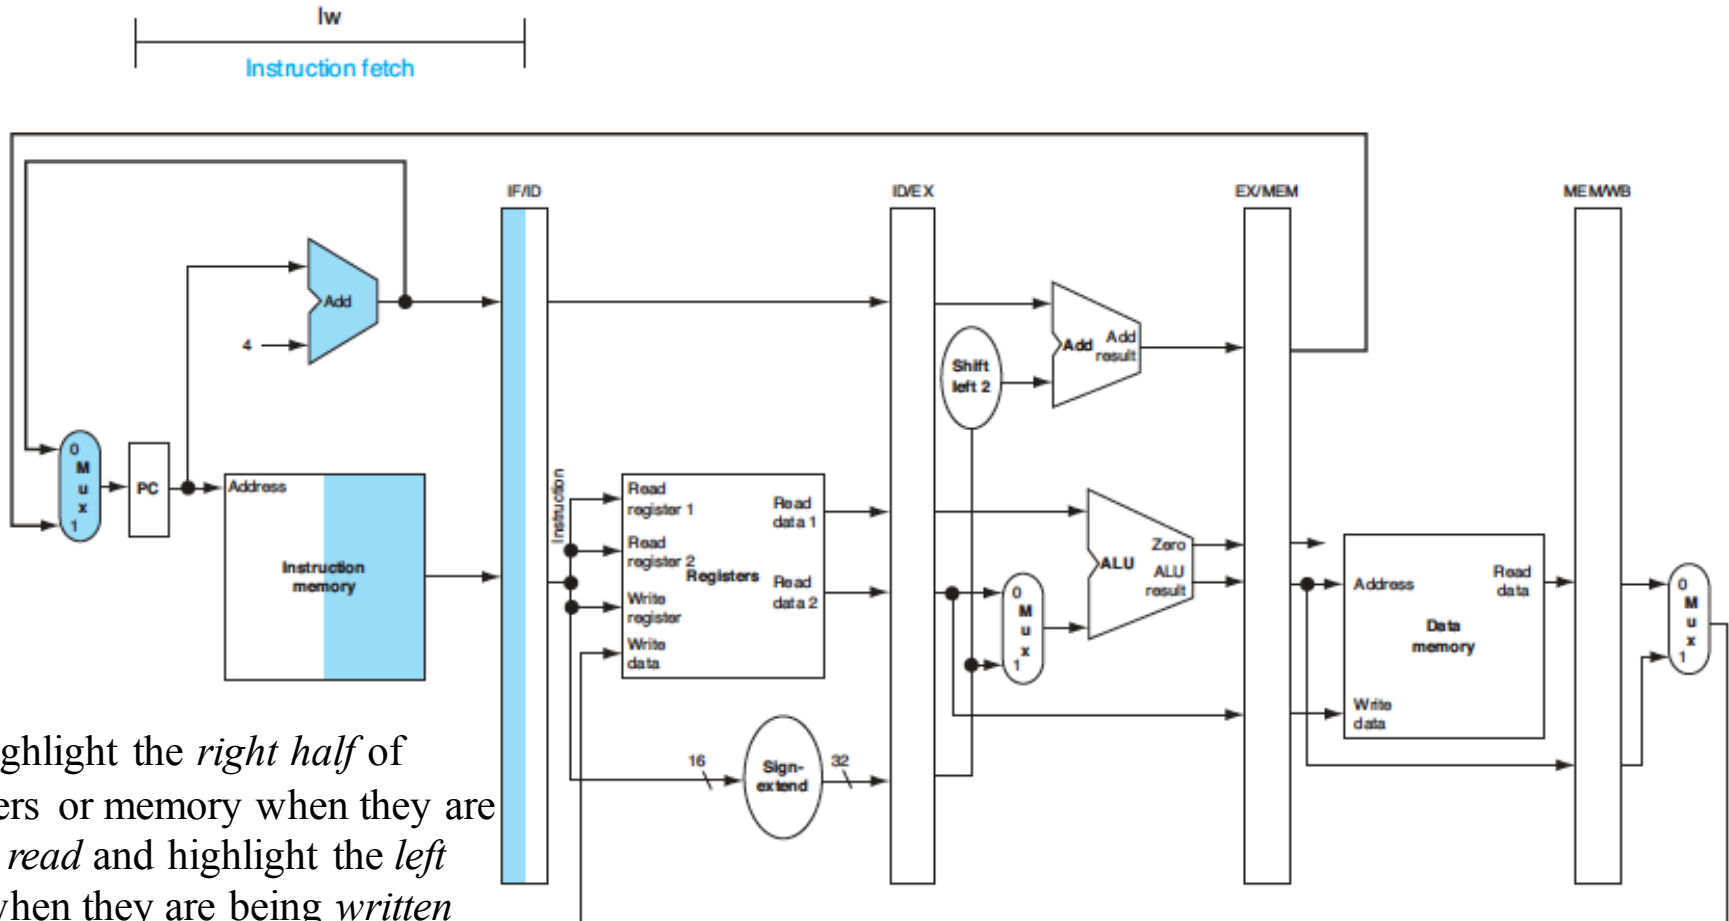 lw
Instruction fetch
IF/ID
ID/EX
EX/MEM
MEM/WB
Add
4
Add Add
result
Shift
left 2
0
M
u
x
1
PC
Address
Instruction
memory
Instruction
Read
register 1
Read
register 2
Write
register
Write
data
Registers
Read
data 1
Read
data 2
16
Sign-
extend
32
0
M
u
x
1
ALU
Zero
ALU
result
Address
Read
data
Data
memory
Write
data
0
M
u
x
1
ghlight the right half of
ers or memory when they are
read and highlight the left
when they are being written